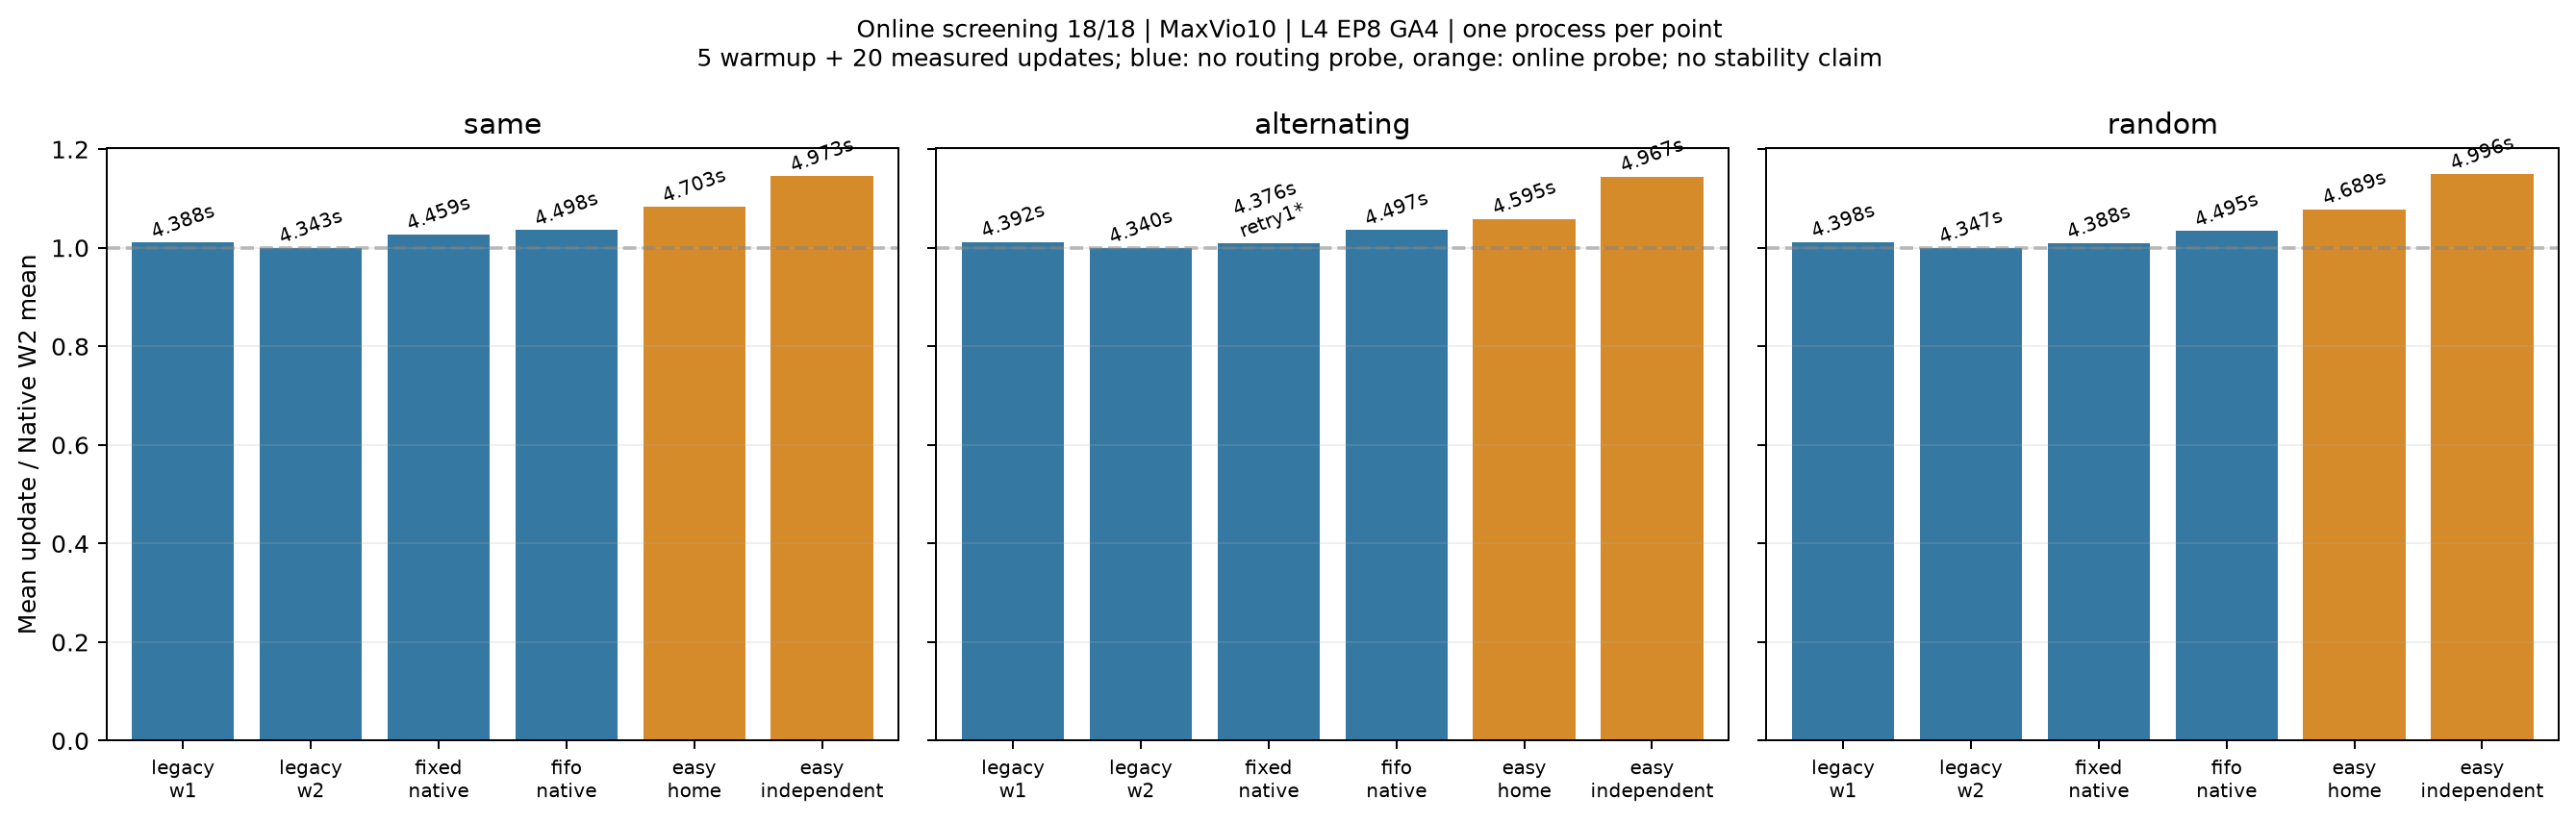 Online screening 18/18 | MaxVio10 | L4 EP8 GA4 | one process per point
5 warmup + 20 measured updates; blue: no routing probe, orange: online probe; no stability claim
same
alternating
random
Mean update / Native W2 mean
1.2
1.0
0.8
0.6
0.4
0.2
0.0
4.388s
4.343s
4.459s
4.498s
4.703s
4.973s
4.392s
4.340s
4.376s
retry1*
4.497s
4.595s
4.967s
4.398s
4.347s
4.388s
4.495s
4.689s
4.996s
legacy
w1
legacy
w2
fixed
native
fifo
native
easy
home
easy
independent
legacy
w1
legacy
w2
fixed
native
fifo
native
easy
home
easy
independent
legacy
w1
legacy
w2
fixed
native
fifo
native
easy
home
easy
independent